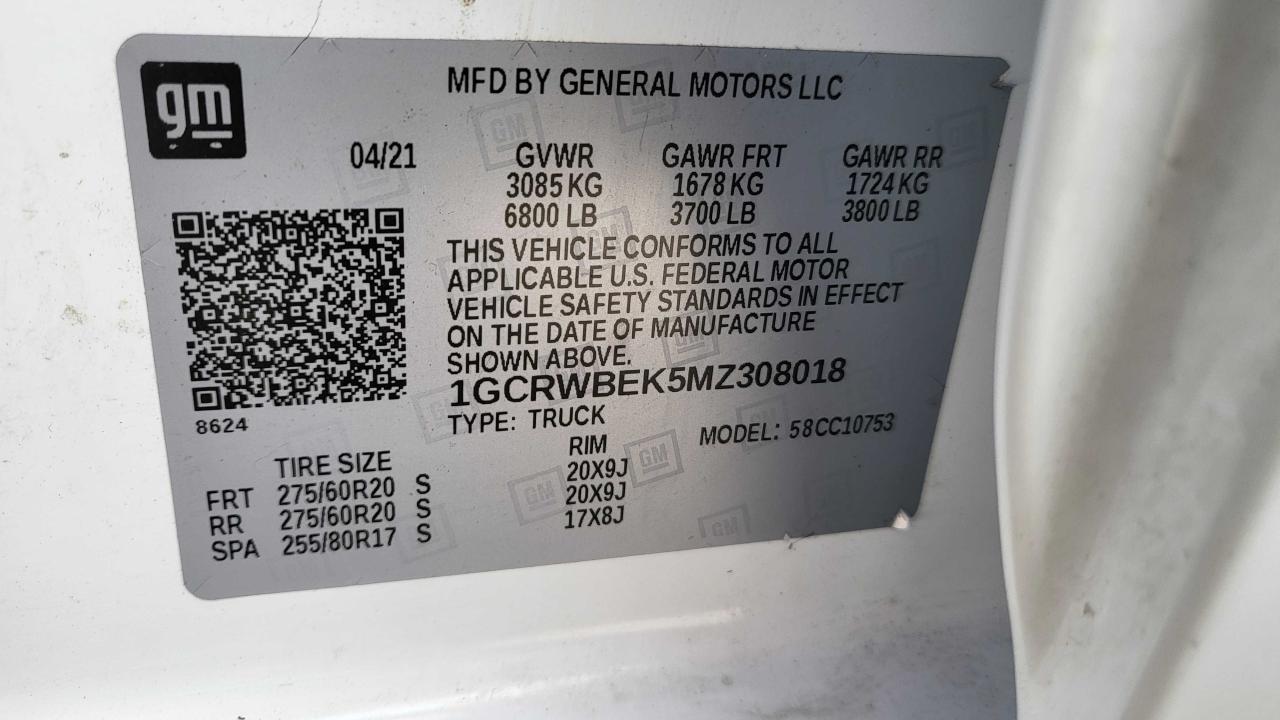 gm
MFD BY GENERAL MOTORS LLC
04/21 GVWR GAWR FRT GAWR RR
3085 KG 1678 KG 1724 KG
6800 LB 3700 LB 3800 LB
THIS VEHICLE CONFORMS TO ALL
APPLICABLE U.S. FEDERAL MOTOR
VEHICLE SAFETY STANDARDS IN EFFECT
ON THE DATE OF MANUFACTURE
SHOWN ABOVE.
1GCRWBEK5MZ308018
8624
TYPE: TRUCK MODEL: 58CC10753
TIRE SIZE RIM
FRT 275/60R20 S 20X9J
RR 275/60R20 S 20X9J
SPA 255/80R17 S 17X8J